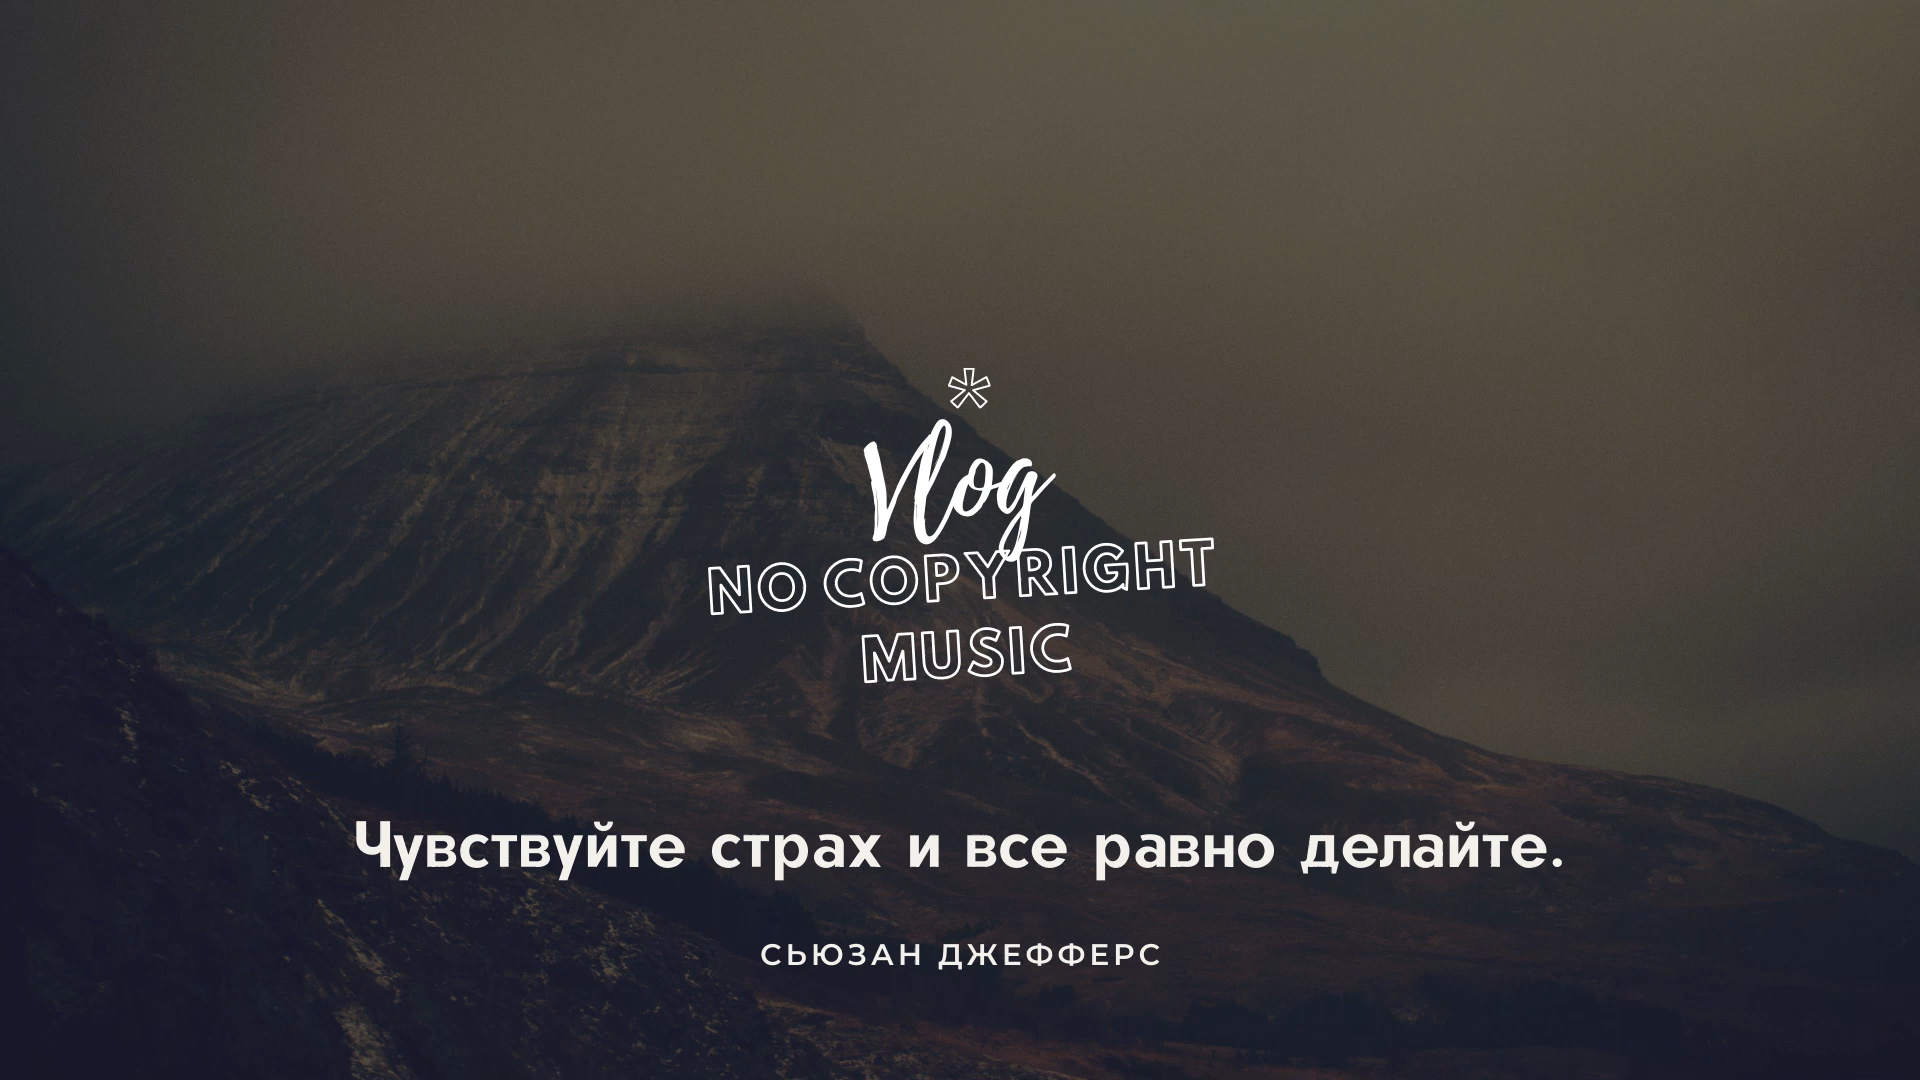 *
Vlog
NO COPYRIGHT
MUSIC
Чувствуйте страх и все равно делайте.
СЬЮЗАН ДЖЕФФЕРС